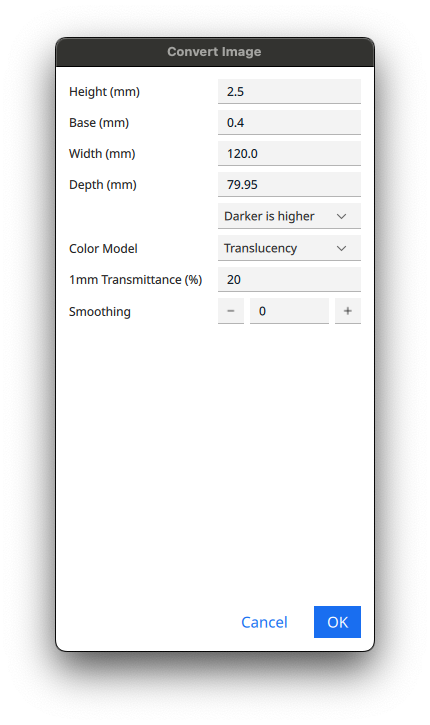 Convert Image
Height (mm) 2.5
Base (mm) 0.4
Width (mm) 120.0
Depth (mm) 79.95
Darker is higher
Color Model Translucency
1mm Transmittance (%) 20
Smoothing − 0 +
Cancel OK